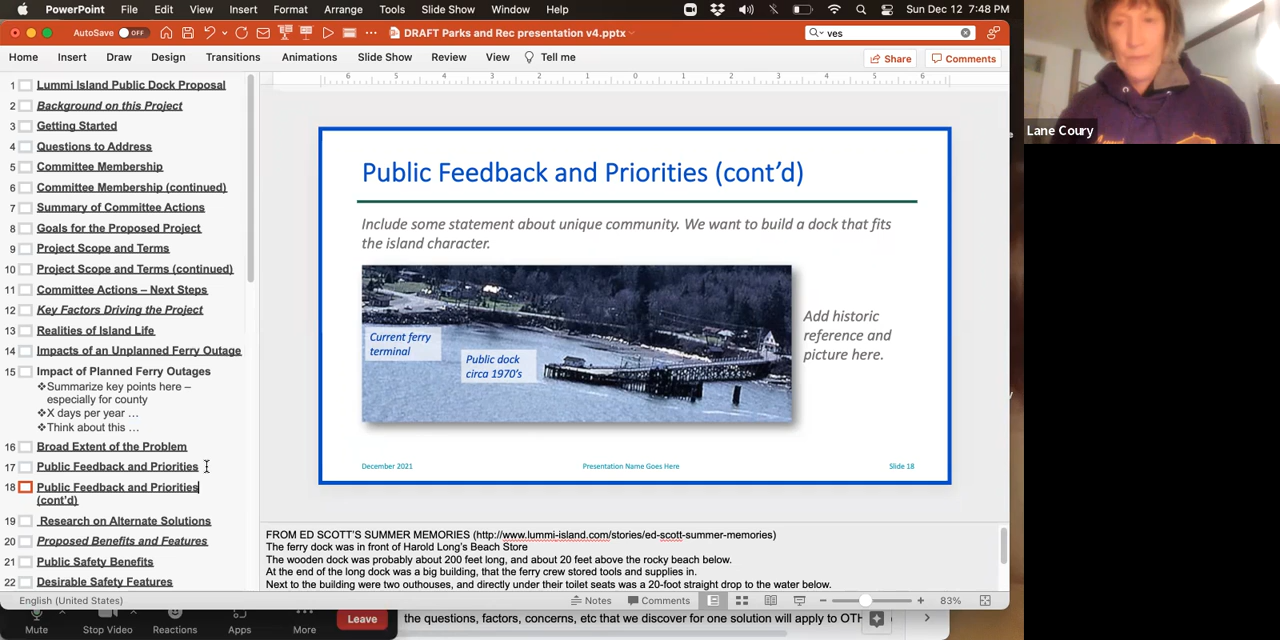 PowerPoint File Edit View Insert Format Arrange Tools Slide Show Window Help Sun Dec 12 7:48 PM
AutoSave OFF DRAFT Parks and Rec presentation v4.pptx ves
Home Insert Draw Design Transitions Animations Slide Show Review View Tell me Share Comments
6 5 4 3 2 1 0 1 2 3 4 5 6
1 Lummi Island Public Dock Proposal
2 Background on this Project
3 Getting Started
4 Questions to Address
5 Committee Membership
6 Committee Membership (continued)
7 Summary of Committee Actions
8 Goals for the Proposed Project
9 Project Scope and Terms
10 Project Scope and Terms (continued)
11 Committee Actions – Next Steps
12 Key Factors Driving the Project
13 Realities of Island Life
14 Impacts of an Unplanned Ferry Outage
15 Impact of Planned Ferry Outages
❖Summarize key points here –
especially for county
❖X days per year …
❖Think about this …
16 Broad Extent of the Problem
17 Public Feedback and Priorities
18 Public Feedback and Priorities
(cont’d)
19 Research on Alternate Solutions
20 Proposed Benefits and Features
21 Public Safety Benefits
22 Desirable Safety Features
Public Feedback and Priorities (cont’d)
Include some statement about unique community. We want to build a dock that fits
the island character.
Current ferry
terminal
Public dock
circa 1970’s
Add historic
reference and
picture here.
December 2021 Presentation Name Goes Here Slide 18
FROM ED SCOTT’S SUMMER MEMORIES (http://www.lummi-island.com/stories/ed-scott-summer-memories)
The ferry dock was in front of Harold Long’s Beach Store
The wooden dock was probably about 200 feet long, and about 20 feet above the rocky beach below.
At the end of the long dock was a big building, that the ferry crew stored tools and supplies in.
Next to the building were two outhouses, and directly under their toilet seats was a 20-foot straight drop to the water below.
English (United States) Notes Comments 83%
Mute Stop Video Reactions Apps More Leave
the questions, factors, concerns, etc that we discover for one solution will apply to OTH
Lane Coury